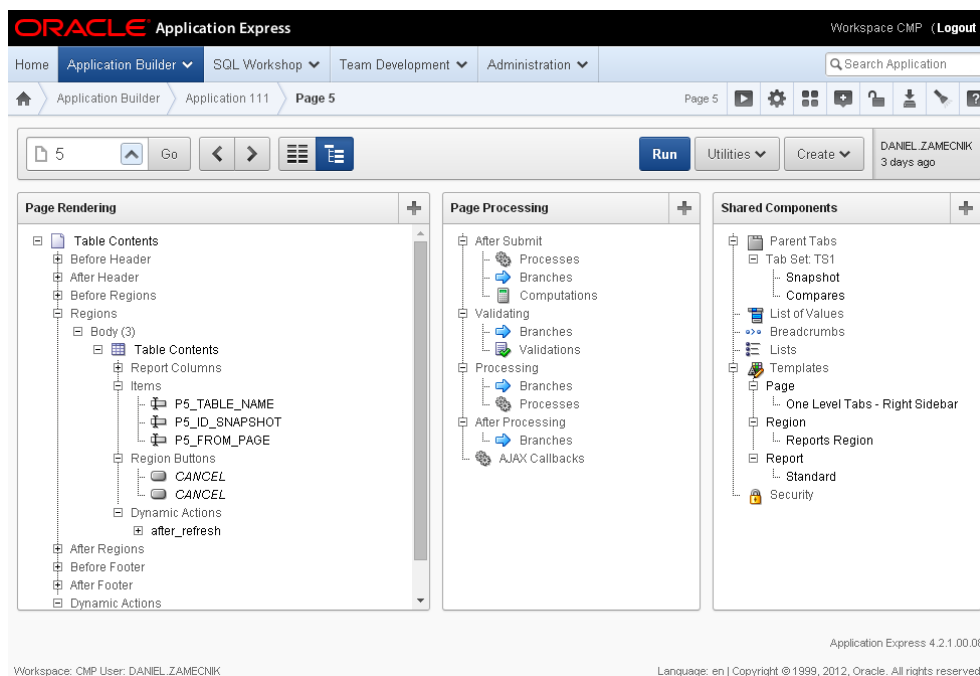 ORACLE Application Express
Workspace CMP (Logout
Home Application Builder SQL Workshop Team Development Administration Search Application
Application Builder Application 111 Page 5 Page 5
5 Go Run Utilities Create DANIEL.ZAMECNIK
3 days ago
Page Rendering
Table Contents
Before Header
After Header
Before Regions
Regions
Body (3)
Table Contents
Report Columns
Items
P5_TABLE_NAME
P5_ID_SNAPSHOT
P5_FROM_PAGE
Region Buttons
CANCEL
CANCEL
Dynamic Actions
after_refresh
After Regions
Before Footer
After Footer
Dynamic Actions
Page Processing
After Submit
Processes
Branches
Computations
Validating
Branches
Validations
Processing
Branches
Processes
After Processing
Branches
AJAX Callbacks
Shared Components
Parent Tabs
Tab Set: TS1
Snapshot
Compares
List of Values
Breadcrumbs
Lists
Templates
Page
One Level Tabs - Right Sidebar
Region
Reports Region
Report
Standard
Security
Application Express 4.2.1.00.08
Workspace: CMP User: DANIEL.ZAMECNIK
Language: en | Copyright © 1999, 2012, Oracle. All rights reserved